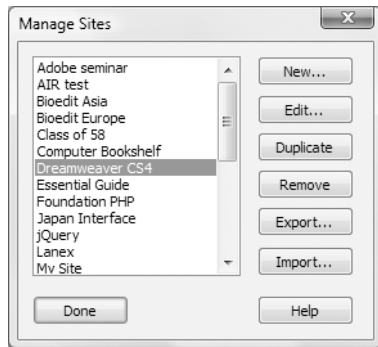 Manage Sites
Adobe seminar
AIR test
Bioedit Asia
Bioedit Europe
Class of 58
Computer Bookshelf
Dreamweaver CS4
Essential Guide
Foundation PHP
Japan Interface
jQuery
Lanex
My Site
New...
Edit...
Duplicate
Remove
Export...
Import...
Done
Help